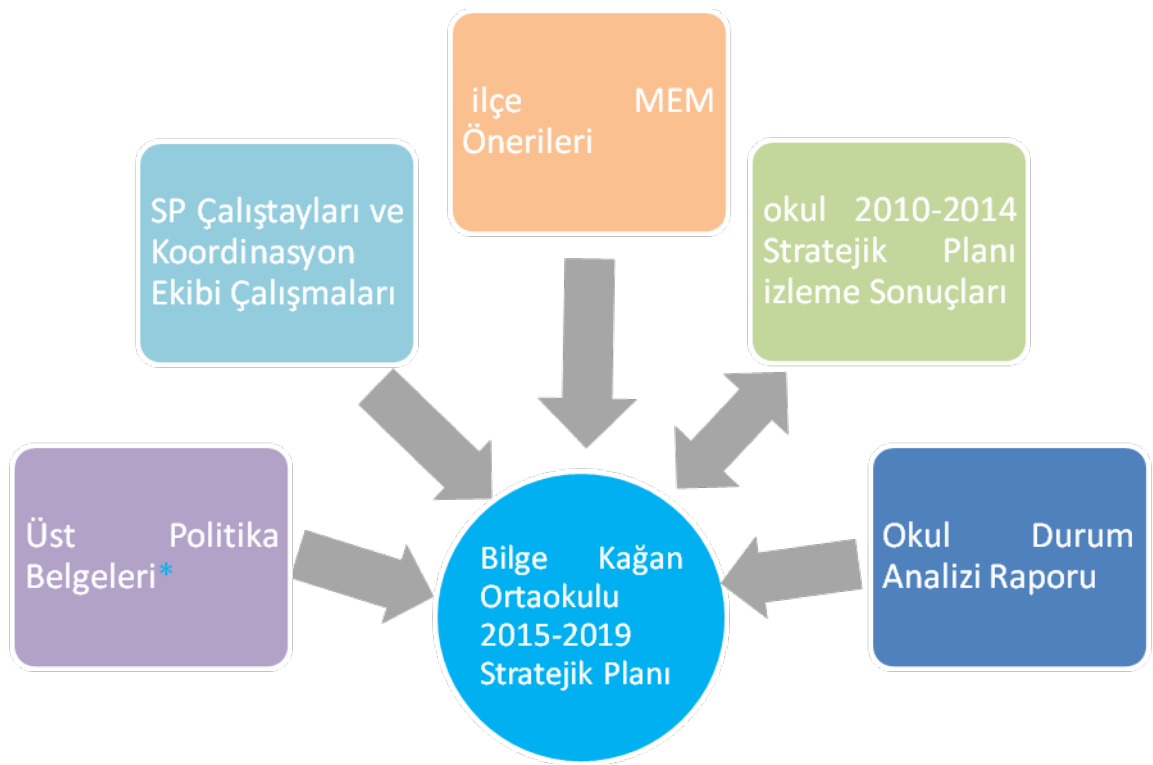 ilçe MEM
Önerileri
SP Çalıştayları ve
Koordinasyon
Ekibi Çalışmaları
okul 2010-2014
Stratejik Planı
izleme Sonuçları
Üst Politika
Belgeleri*
Bilge Kağan
Ortaokulu
2015-2019
Stratejik Planı
Okul Durum
Analizi Raporu